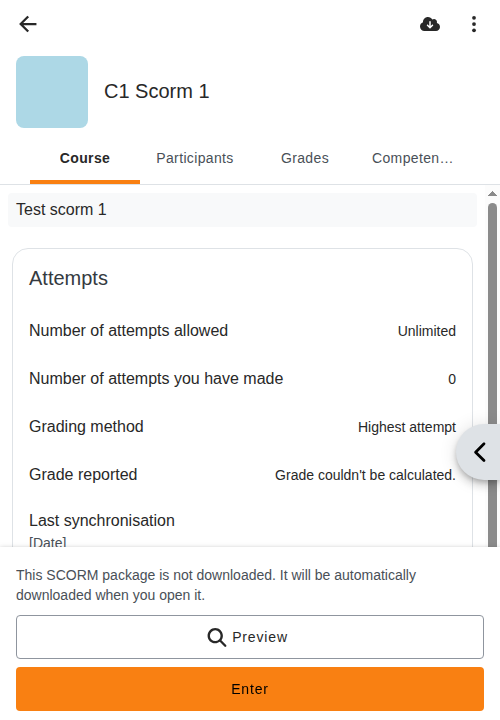 C1 Scorm 1
Course Participants Grades Competen…
Test scorm 1
Attempts
Number of attempts allowed Unlimited
Number of attempts you have made 0
Grading method Highest attempt
Grade reported Grade couldn't be calculated.
Last synchronisation
[Date]
This SCORM package is not downloaded. It will be automatically
downloaded when you open it.
Preview
Enter